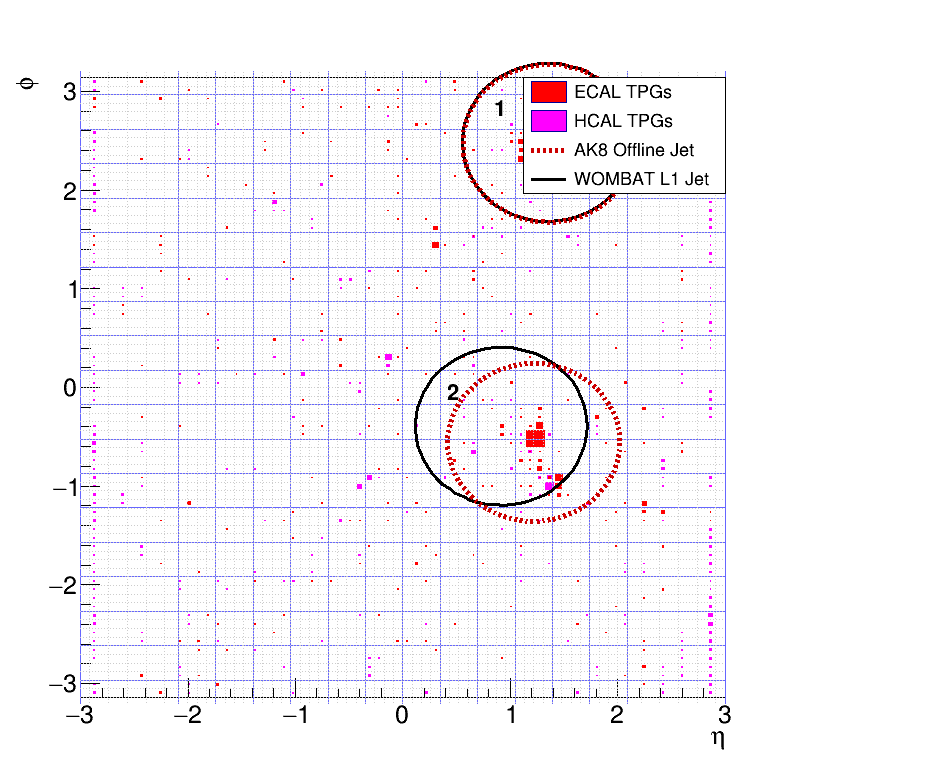 ϕ
3
2
1
0
−1
−2
−3
1
2
ECAL TPGs
HCAL TPGs
AK8 Offline Jet
WOMBAT L1 Jet
−3 −2 −1 0 1 2 3
η